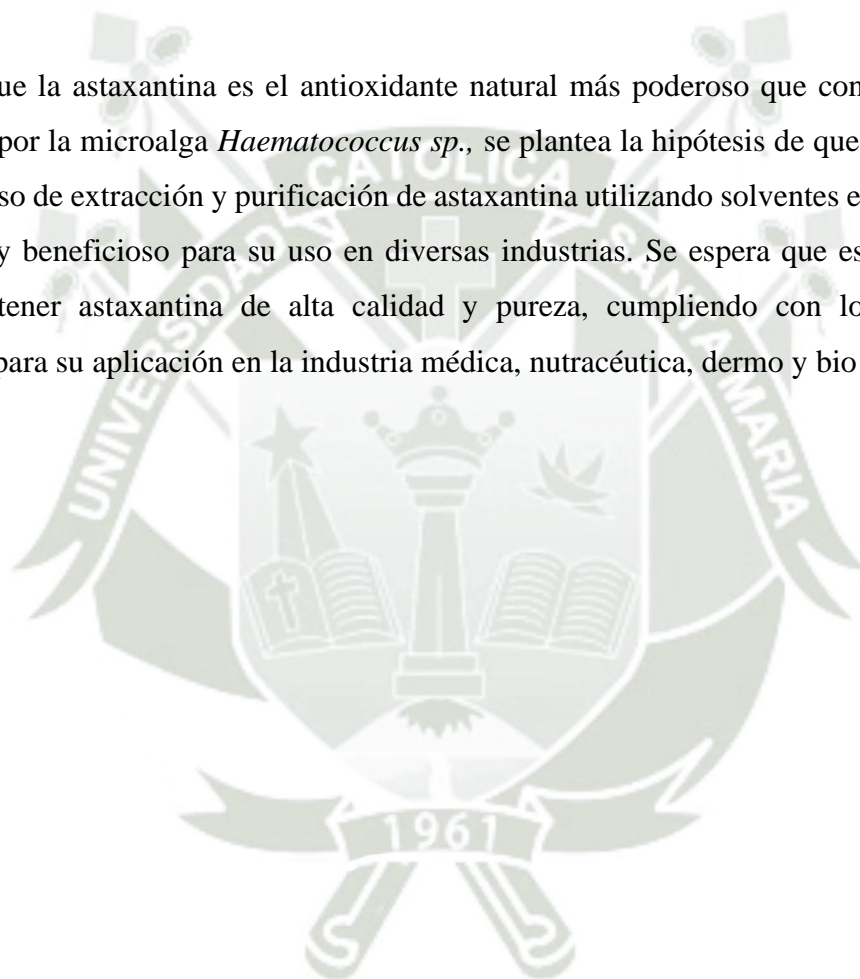 ue la astaxantina es el antioxidante natural más poderoso que con
por la microalga Haematococcus sp., se plantea la hipótesis de que
so de extracción y purificación de astaxantina utilizando solventes e
y beneficioso para su uso en diversas industrias. Se espera que es
tener astaxantina de alta calidad y pureza, cumpliendo con lo
para su aplicación en la industria médica, nutracéutica, dermo y bio
UNIVERSIDAD CATOLICA SANTA MARIA
1961